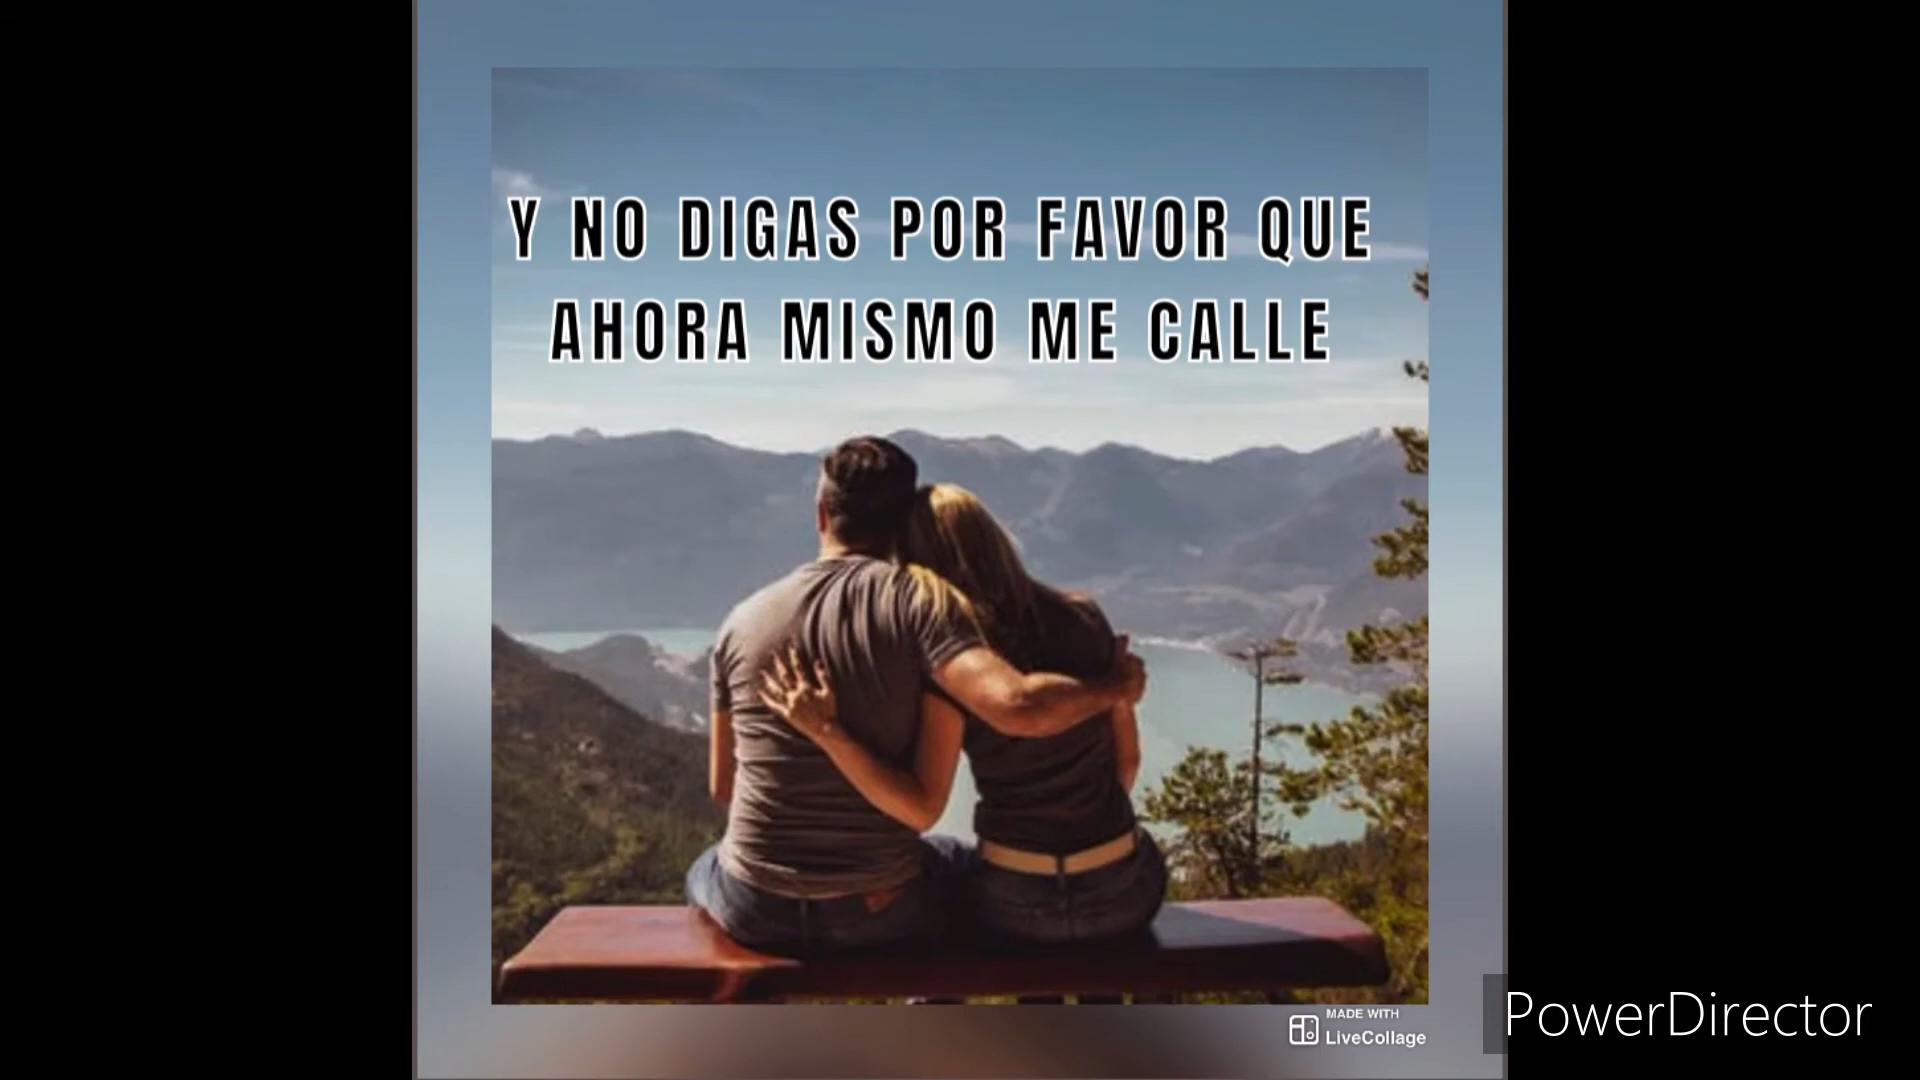 Y NO DIGAS POR FAVOR QUE
AHORA MISMO ME CALLE
MADE WITH
LiveCollage
PowerDirector